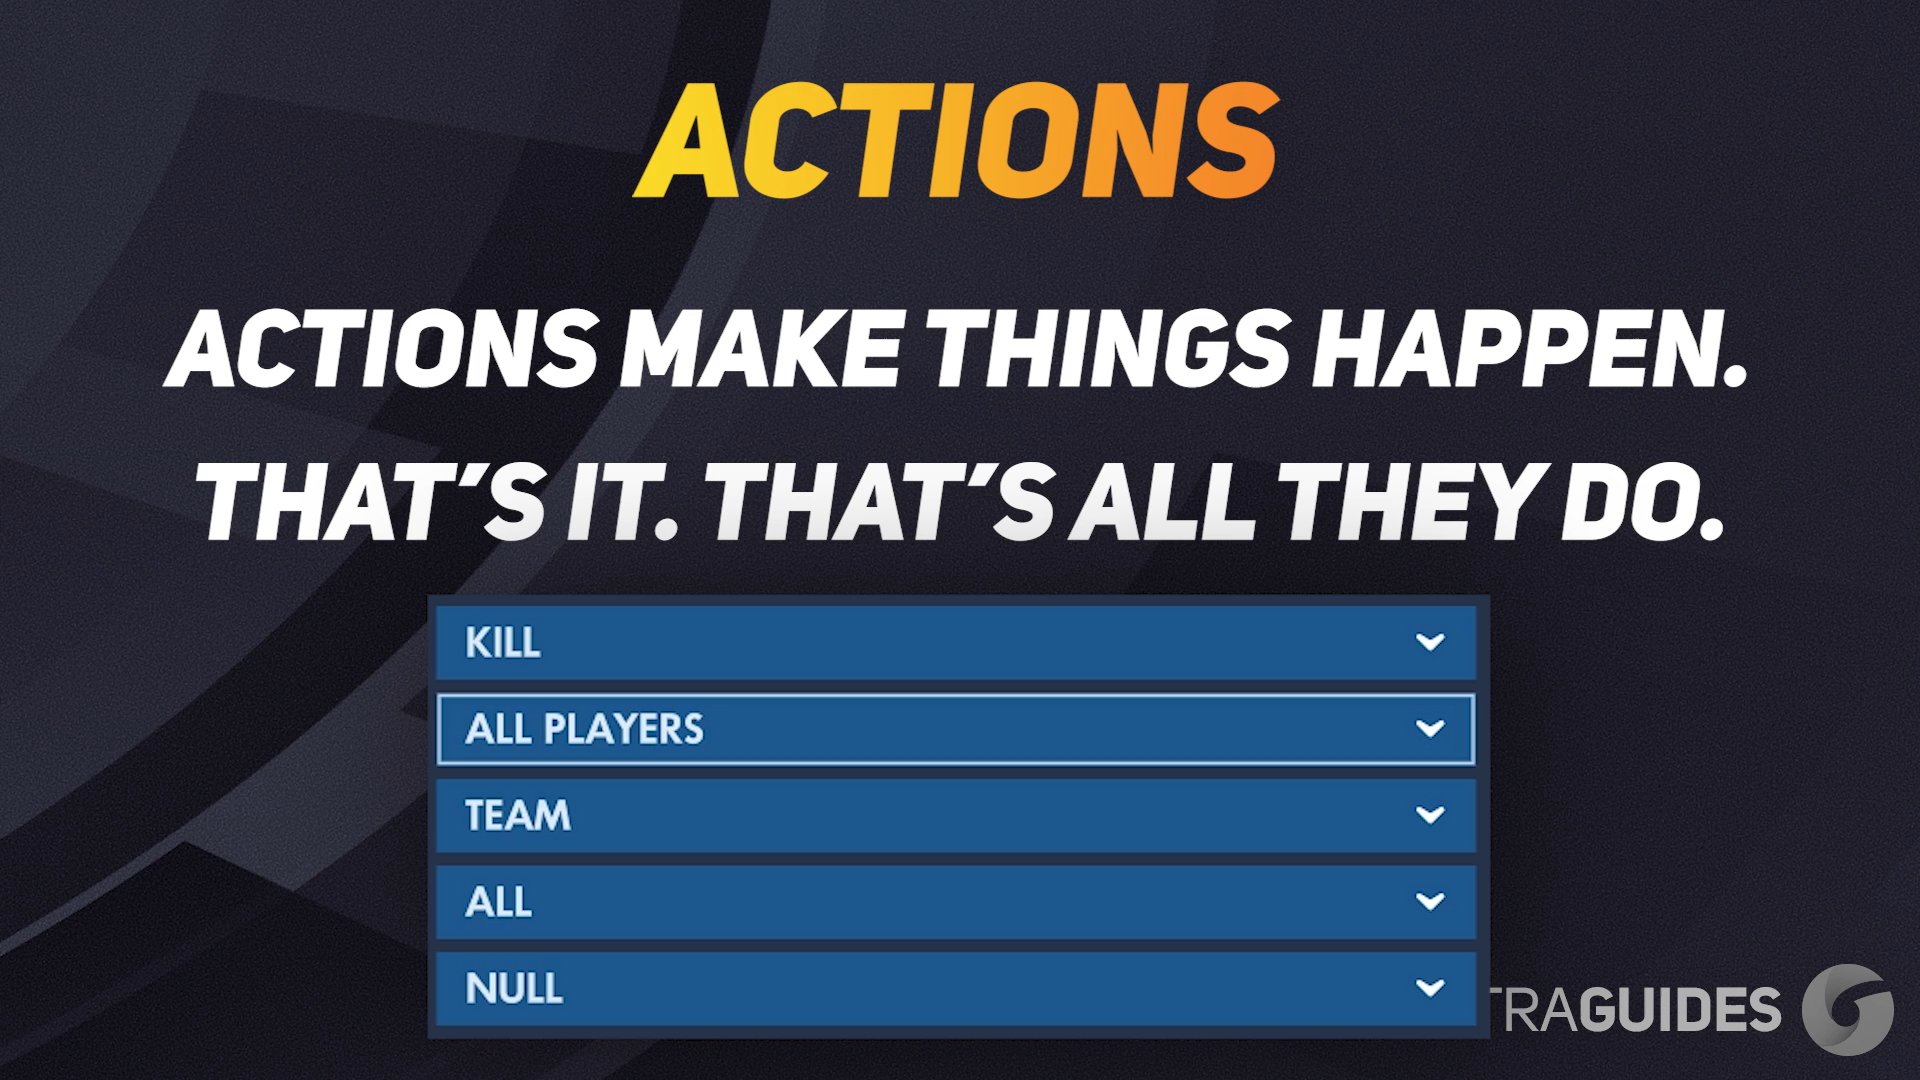 ACTIONS
ACTIONS MAKE THINGS HAPPEN.
THAT'S IT. THAT'S ALL THEY DO.
KILL
ALL PLAYERS
TEAM
ALL
NULL
TRAGUIDES